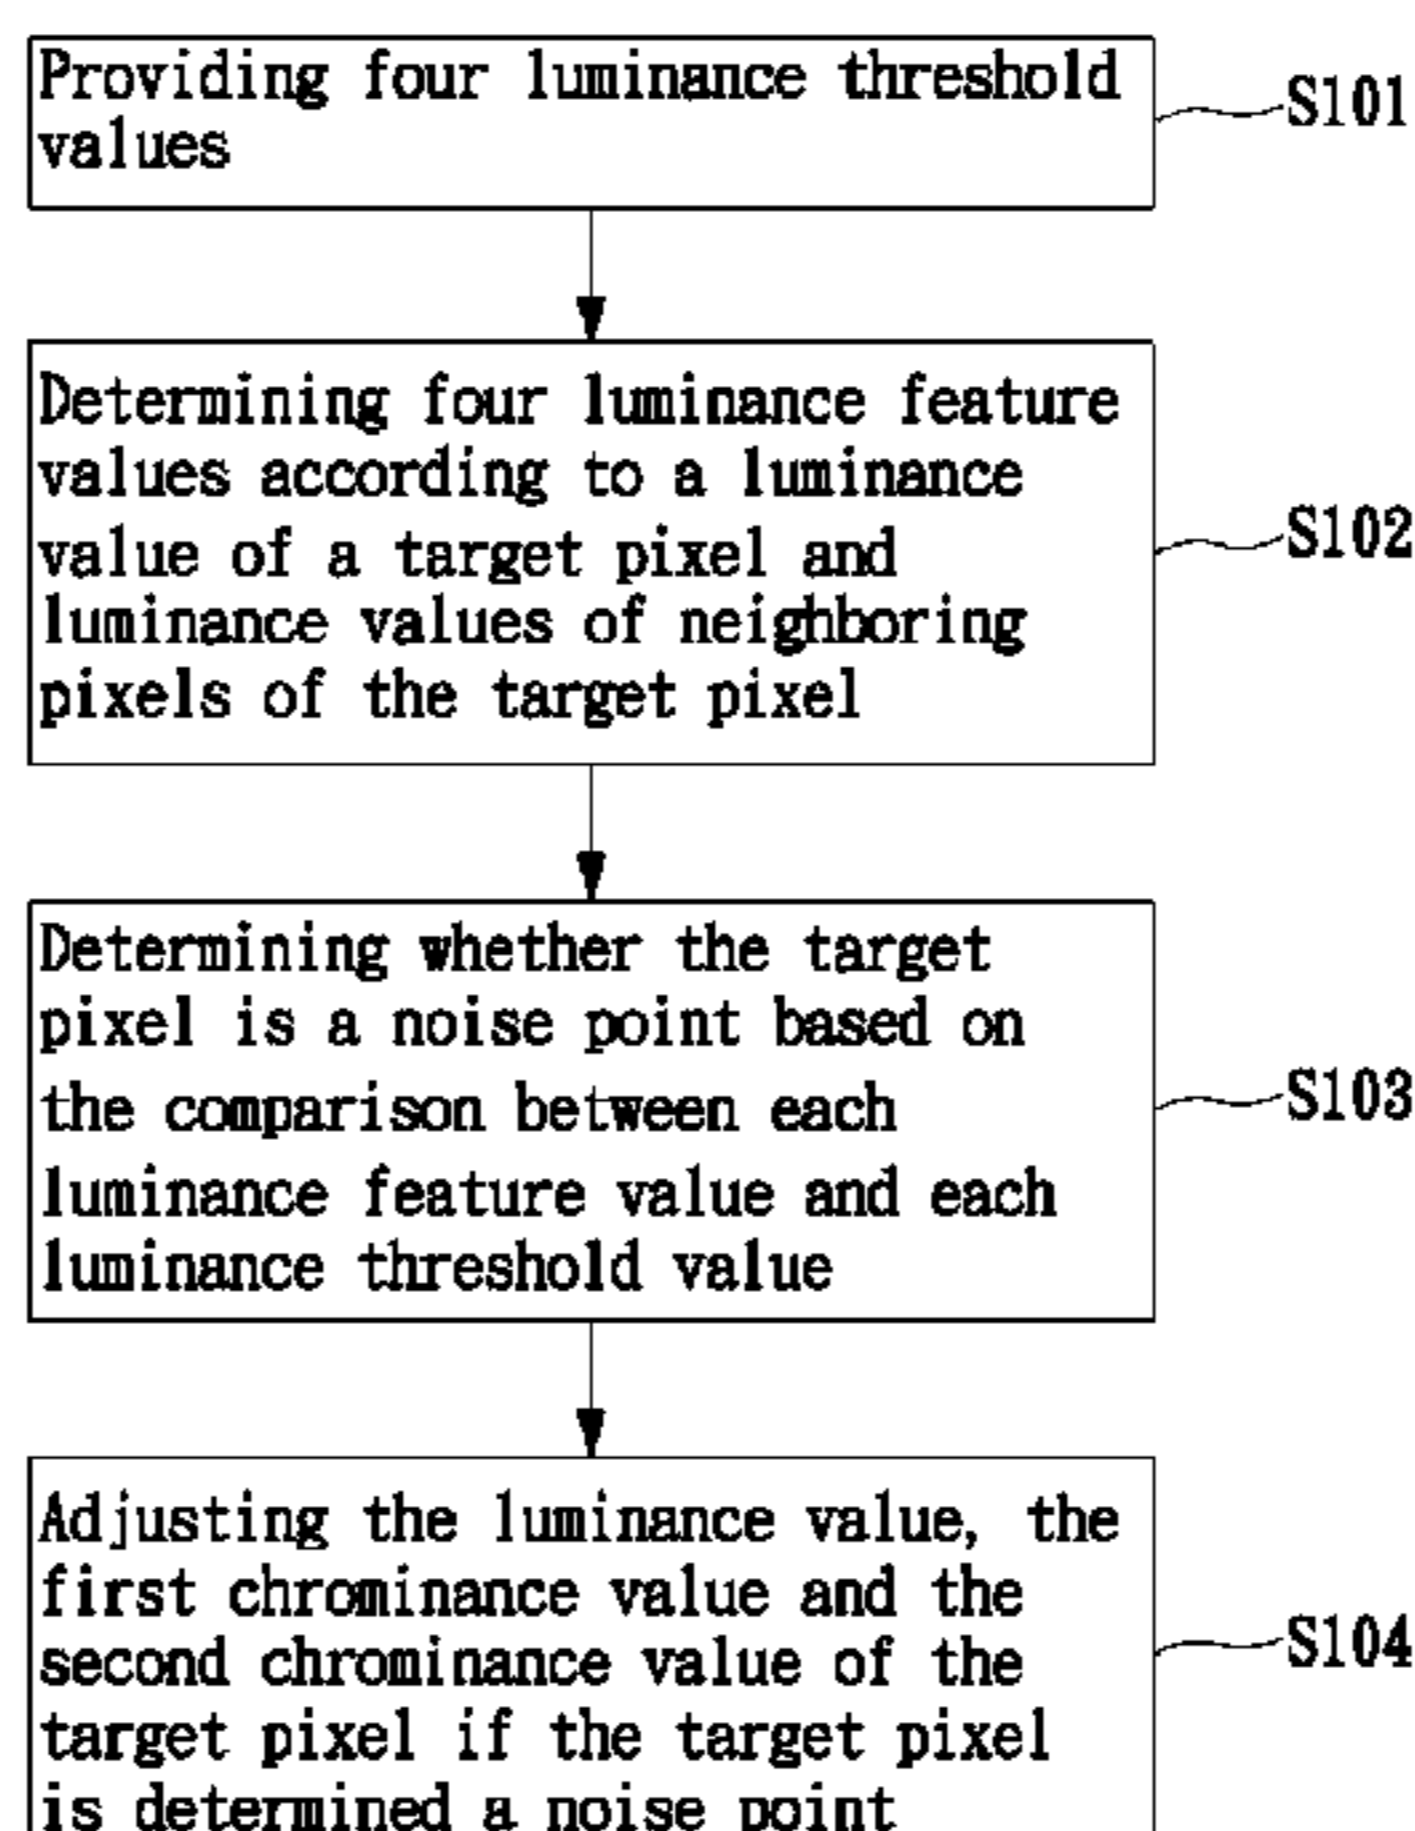 Providing four luminance threshold
values
S101
Determining four luminance feature
values according to a luminance
value of a target pixel and
luminance values of neighboring
pixels of the target pixel
S102
Determining whether the target
pixel is a noise point based on
the comparison between each
luminance feature value and each
luminance threshold value
S103
Adjusting the luminance value, the
first chrominance value and the
second chrominance value of the
target pixel if the target pixel
is determined a noise point
S104